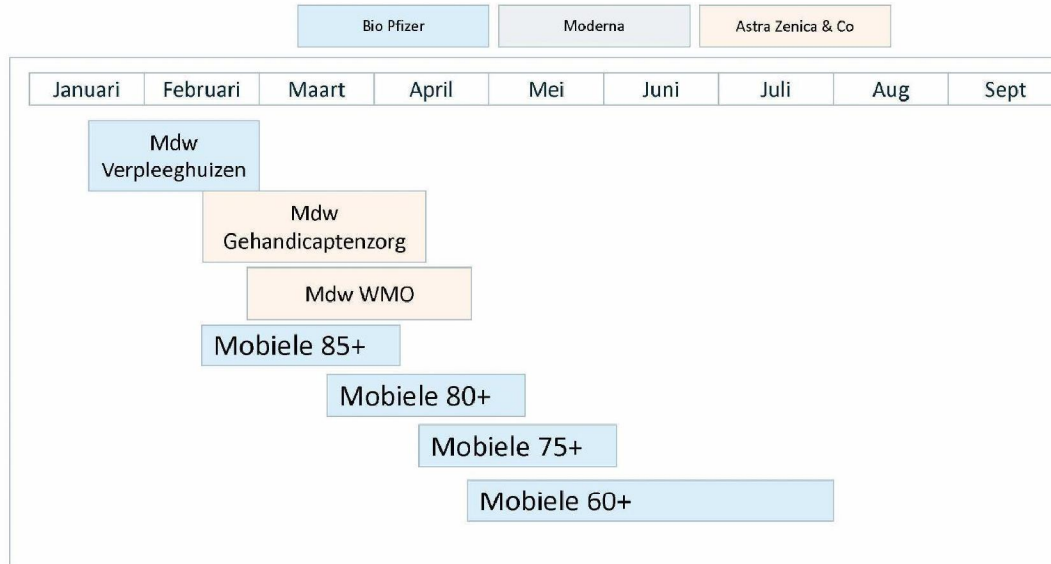 Bio Pfizer
Moderna
Astra Zenica & Co
Januari
Februari
Maart
April
Mei
Juni
Juli
Aug
Sept
Mdw
Verpleeghuizen
Mdw
Gehandicaptenzorg
Mdw WMO
Mobiele 85+
Mobiele 80+
Mobiele 75+
Mobiele 60+